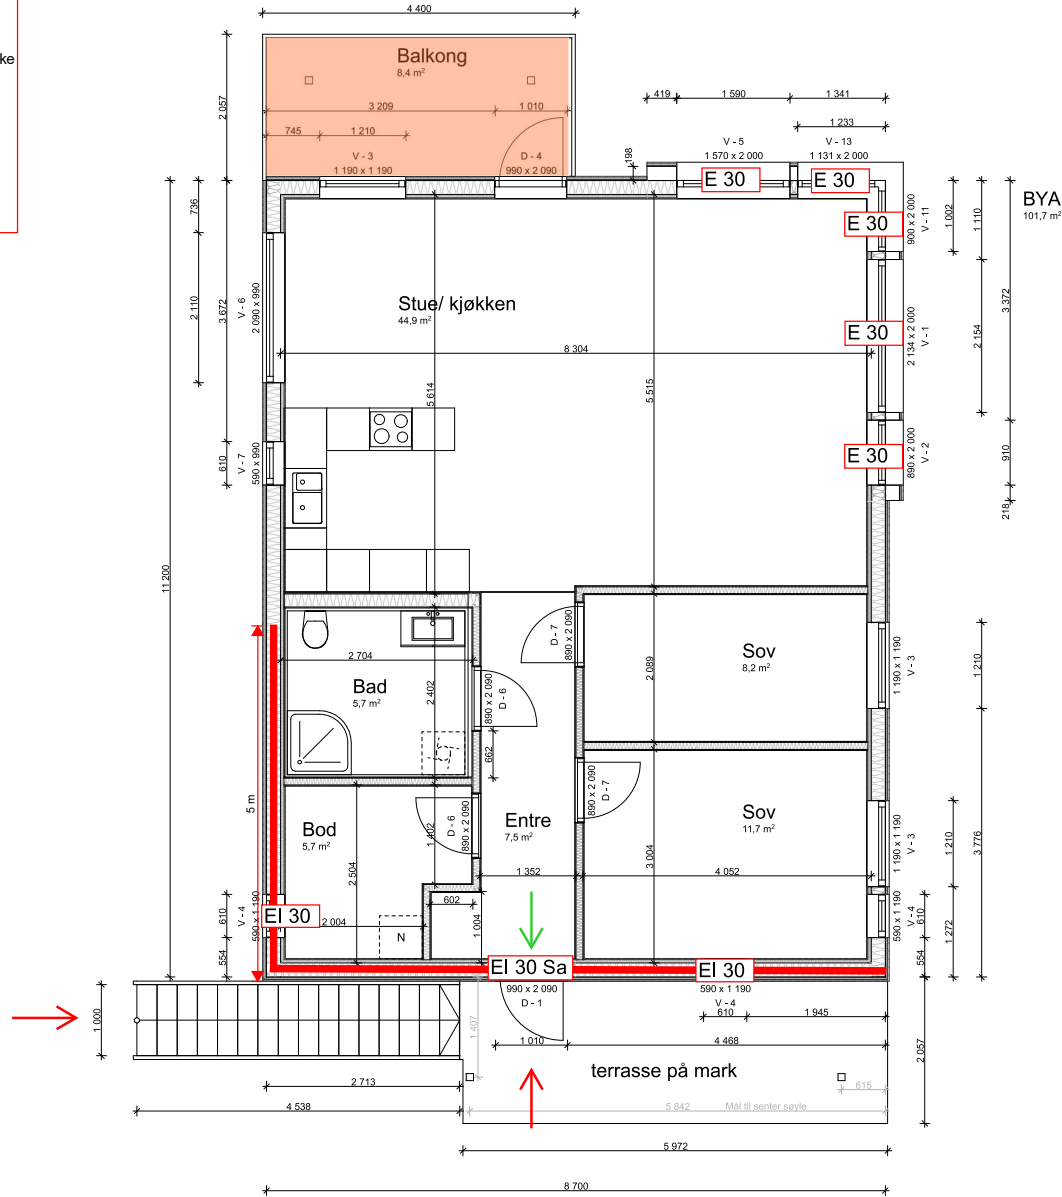 ke
4 400
Balkong
8,4 m²
2 057
3 209
1 010
745
1 210
V - 3
1 190 x 1 190
D - 4
990 x 2 090
198
419
1 590
1 341
1 233
V - 5
1 570 x 2 000
V - 13
1 131 x 2 000
E 30
E 30
E 30
900 x 2 000
V - 11
1 002
1 110
BYA
101,7 m²
736
2 110
3 672
V - 6
2 090 x 990
Stue/ kjøkken
44,9 m²
8 304
E 30
2 134 x 2 000
V - 1
2 154
3 372
5 614
5 515
610
V - 7
590 x 990
E 30
890 x 2 000
V - 2
910
218
11 200
2 704
Bad
5,7 m²
2 402
D - 7
890 x 2 090
890 x 2 090
D - 6
662
2 089
Sov
8,2 m²
1 190 x 1 190
V - 3
1 210
5 m
Bod
5,7 m²
2 504
1 402
D - 6
890 x 2 090
Entre
7,5 m²
1 352
890 x 2 090
D - 7
3 004
Sov
11,7 m²
4 052
1 190 x 1 190
V - 3
1 210
3 776
610
554
V - 4
590 x 1 190
EI 30
2 004
602
1 004
N
590 x 1 190
V - 4
610
554
1 272
EI 30 Sa
EI 30
990 x 2 090
D - 1
590 x 1 190
V - 4
610
1 945
1 000
1 407
1 010
4 468
2 057
terrasse på mark
615
2 713
4 538
5 842
Mål til senter søyle
5 972
8 700